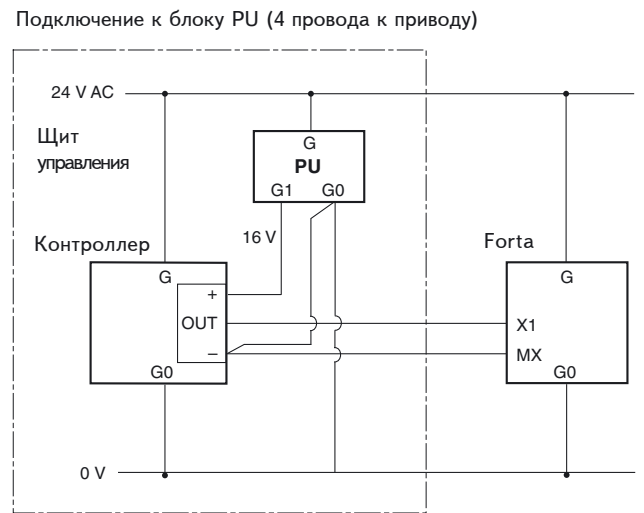 Подключение к блоку PU (4 провода к приводу)
24 V AC
Щит
управления
G
PU
G1 G0
16 V
Контроллер
Forta
G
G
+
OUT
X1
–
MX
G0
G0
0 V